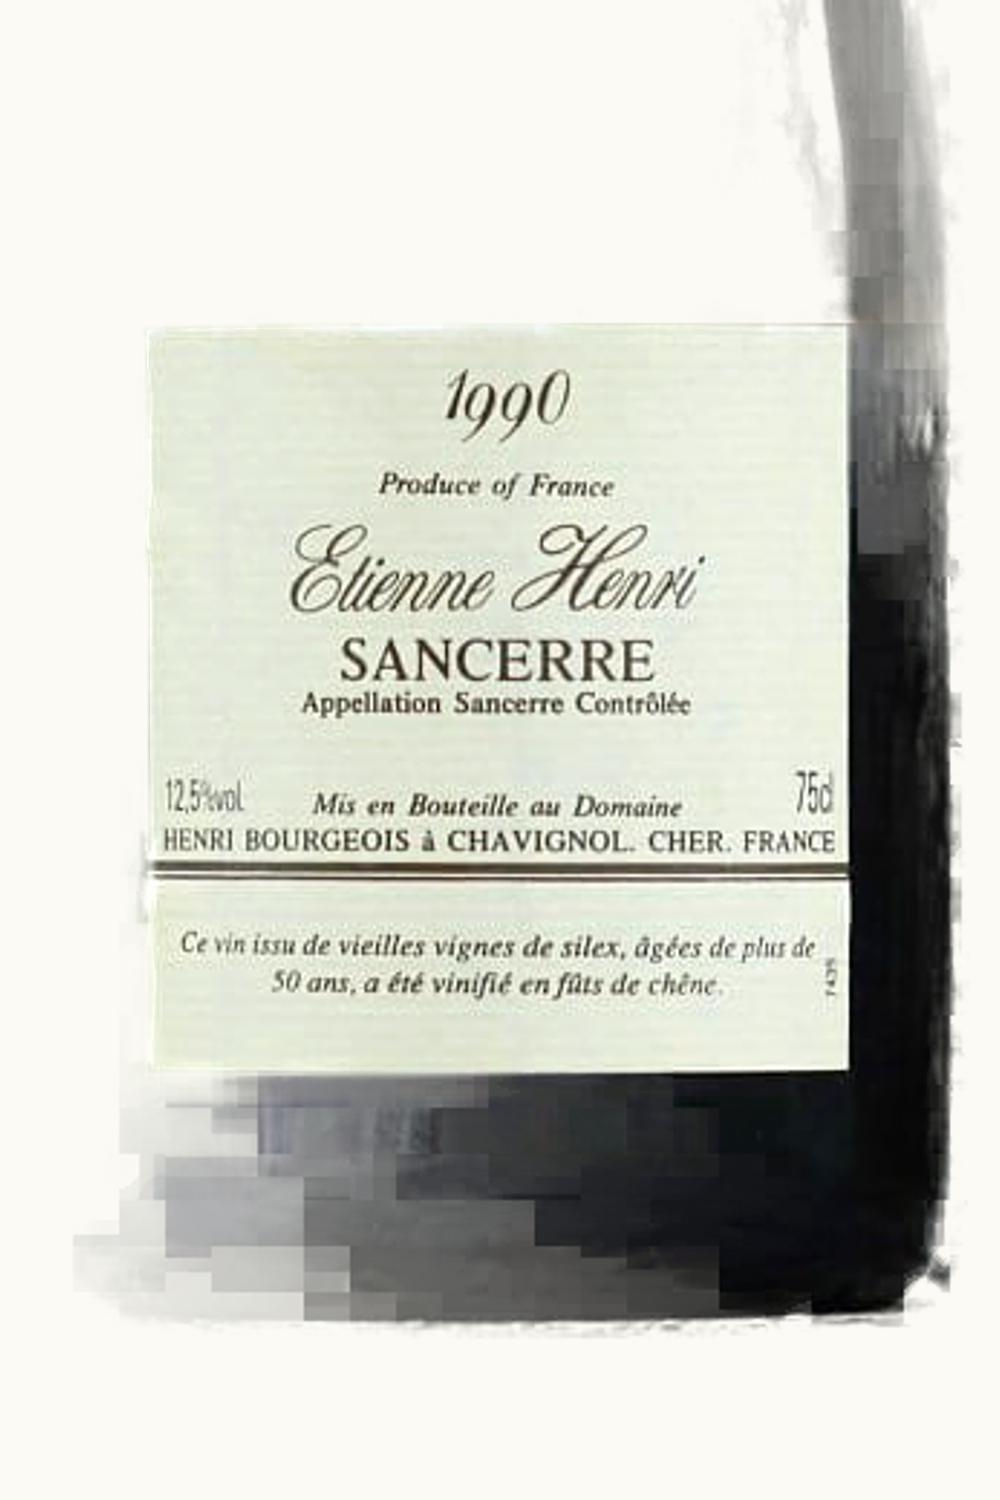 1990
Produce of France
Etienne Henri
SANCERRE
Appellation Sancerre Contrôlée
12,5%vol.
75cl
Mis en Bouteille au Domaine
HENRI BOURGEOIS à CHAVIGNOL. CHER. FRANCE
Ce vin issu de vieilles vignes de silex, âgées de plus de
50 ans, a été vinifié en fûts de chêne.
7435